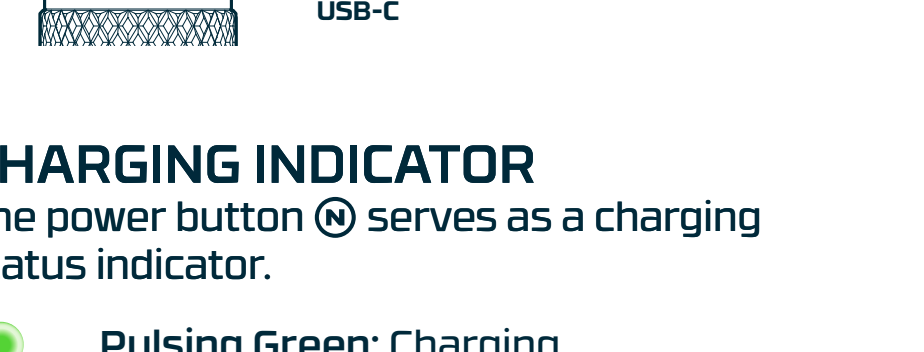 USB-C
HARGING INDICATOR
he power button N serves as a charging
atus indicator.
Pulsing Green: Charging